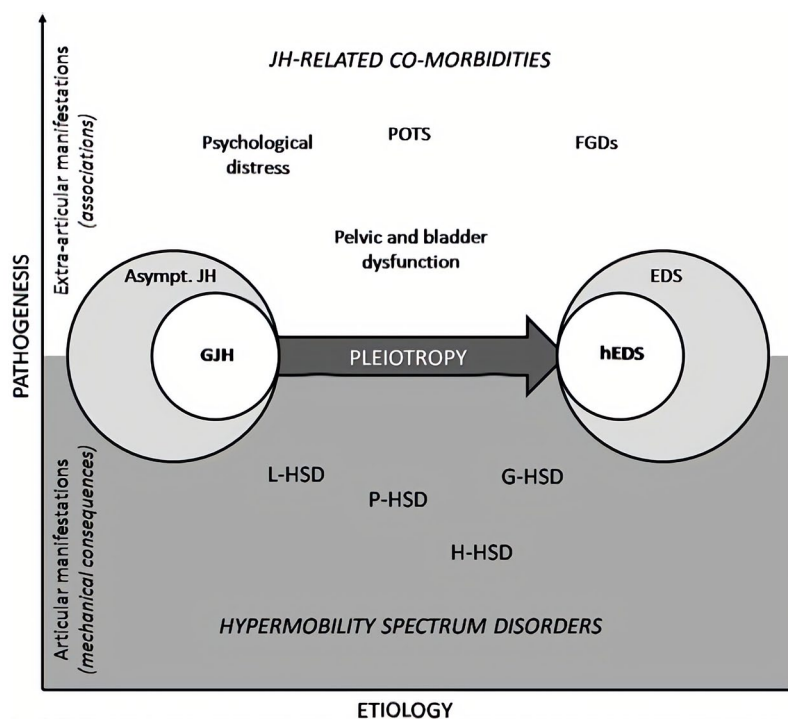 JH-RELATED CO-MORBIDITIES
Psychological
distress
POTS
FGDs
Pelvic and bladder
dysfunction
Asympt. JH
EDS
GJH
PLEIOTROPY
hEDS
L-HSD
P-HSD
G-HSD
H-HSD
HYPERMOBILITY SPECTRUM DISORDERS
PATHOGENESIS
Extra-articular manifestations
(associations)
Articular manifestations
(mechanical consequences)
ETIOLOGY